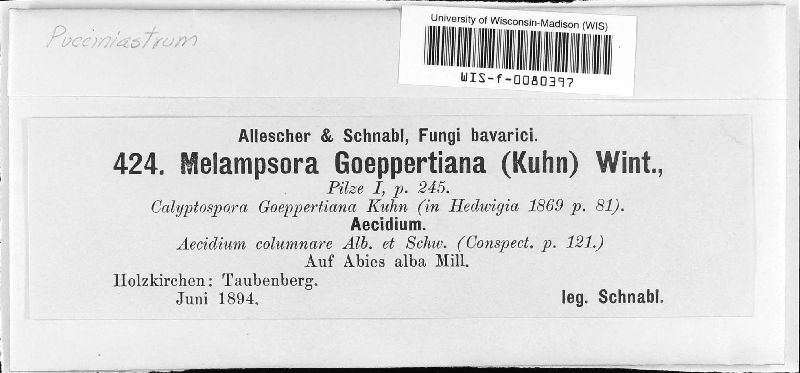 Pucciniastrum
University of Wisconsin-Madison (WIS)
WIS-f-0080397
Allescher & Schnabl, Fungi bavarici.
424. Melampsora Goeppertiana (Kuhn) Wint.,
Pilze I, p. 245.
Calyptospora Goeppertiana Kuhn (in Hedwigia 1869 p. 81).
Aecidium.
Aecidium columnare Alb. et Schw. (Conspect. p. 121.)
Auf Abies alba Mill.
Holzkirchen: Taubenberg.
Juni 1894. leg. Schnabl.